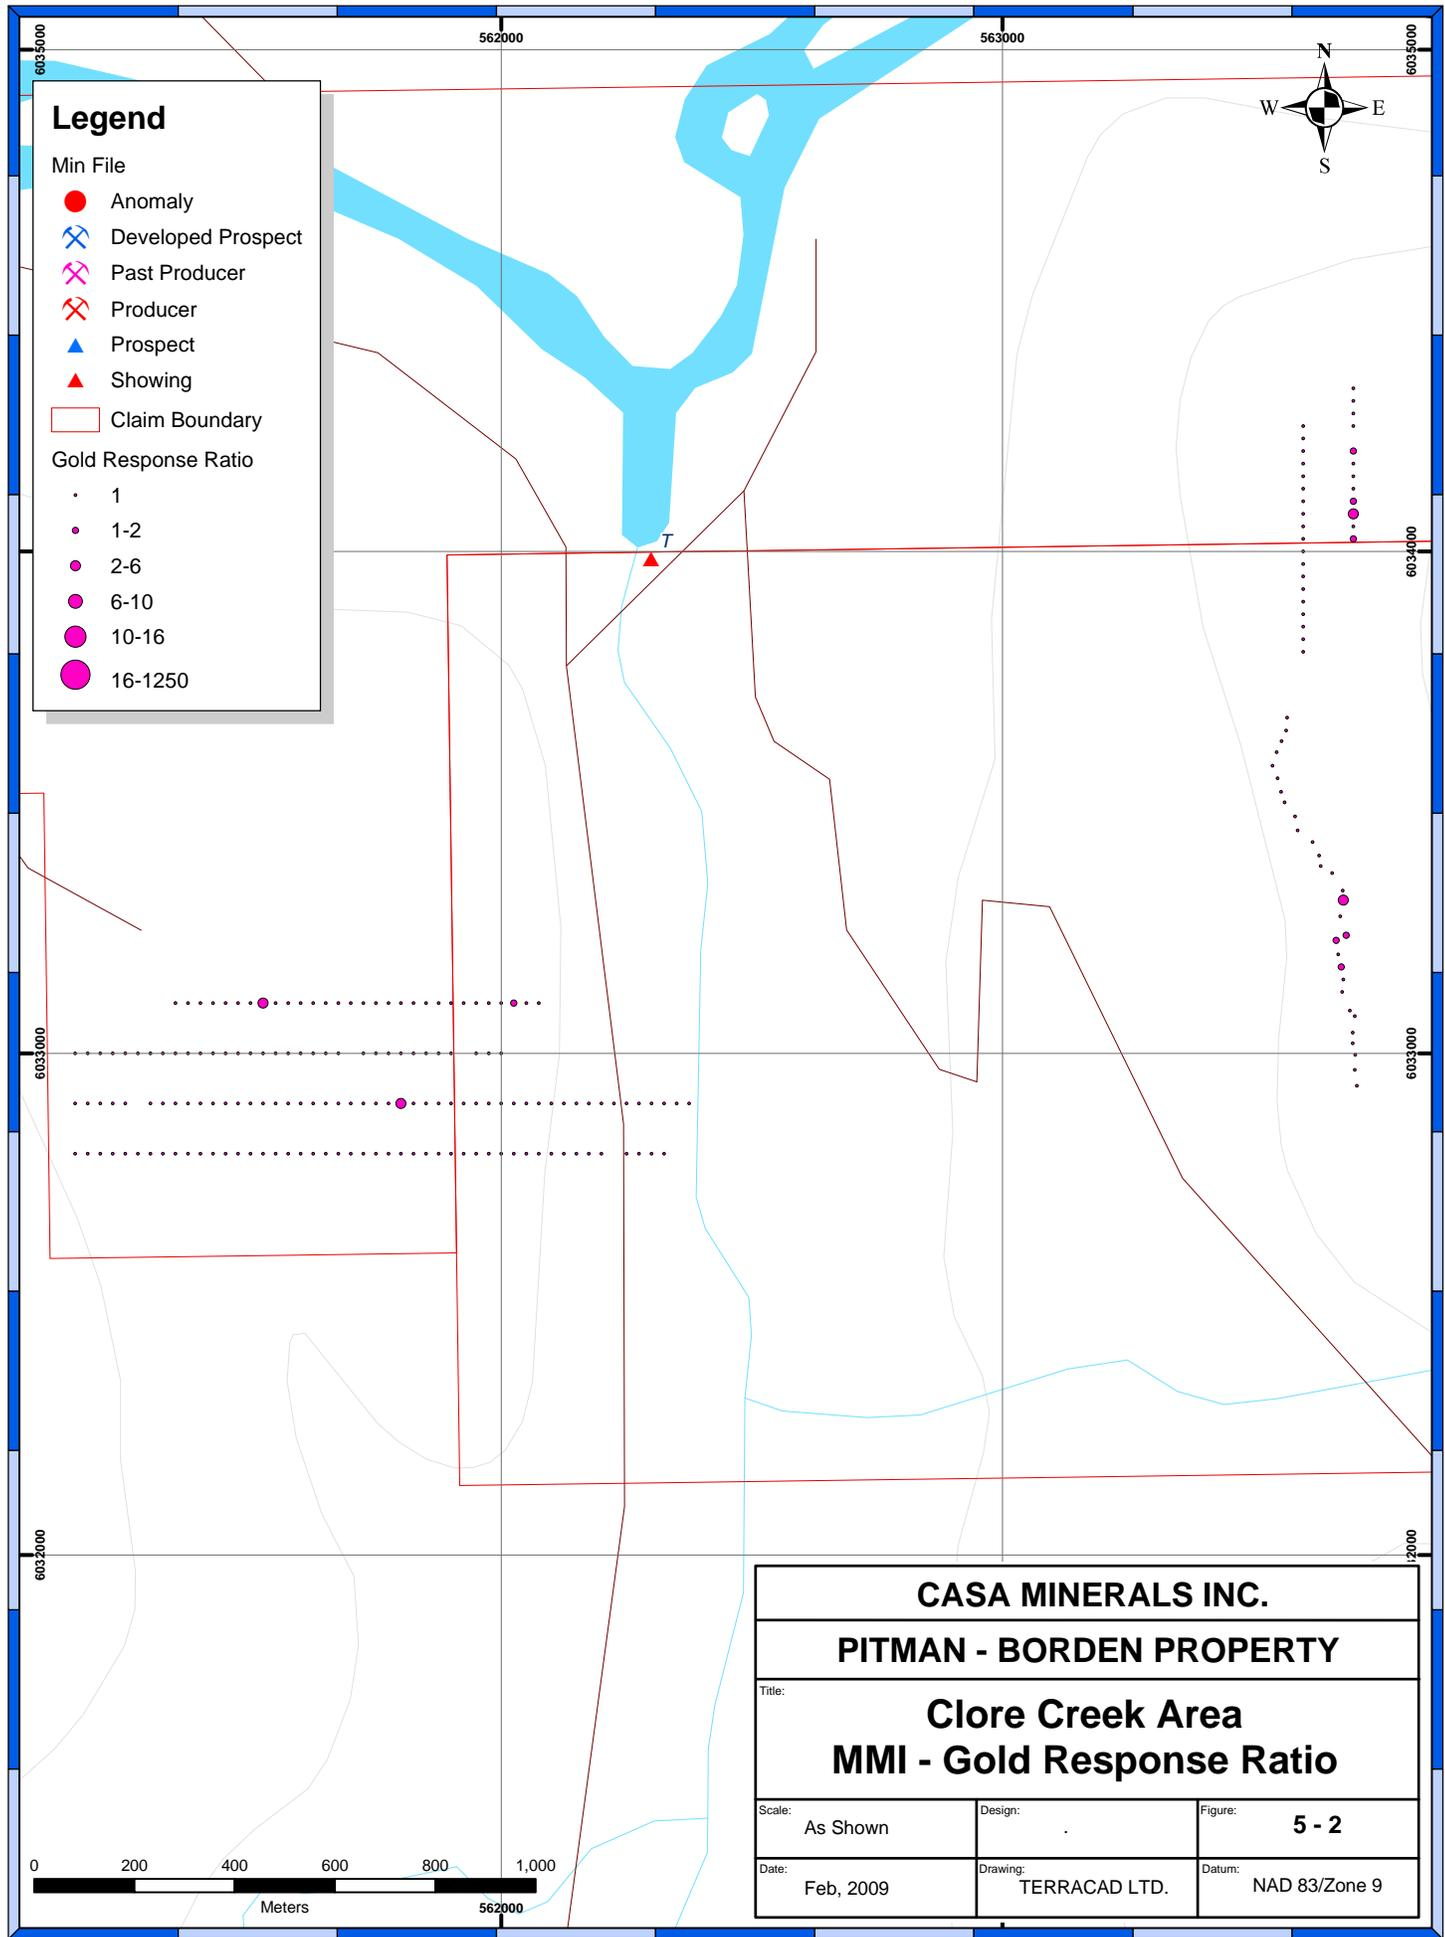 562000
563000
6035000
6035000
N
W
E
S
Legend
Min File
Anomaly
Developed Prospect
Past Producer
Producer
Prospect
Showing
Claim Boundary
Gold Response Ratio
1
1-2
2-6
6-10
10-16
16-1250
T
6034000
6033000
6033000
6032000
2000
CASA MINERALS INC.
PITMAN - BORDEN PROPERTY
Title:
Clore Creek Area
MMI - Gold Response Ratio
Scale:
As Shown
Design:
.
Figure:
5 - 2
Date:
Feb, 2009
Drawing:
TERRACAD LTD.
Datum:
NAD 83/Zone 9
0 200 400 600 800 1,000
Meters
562000